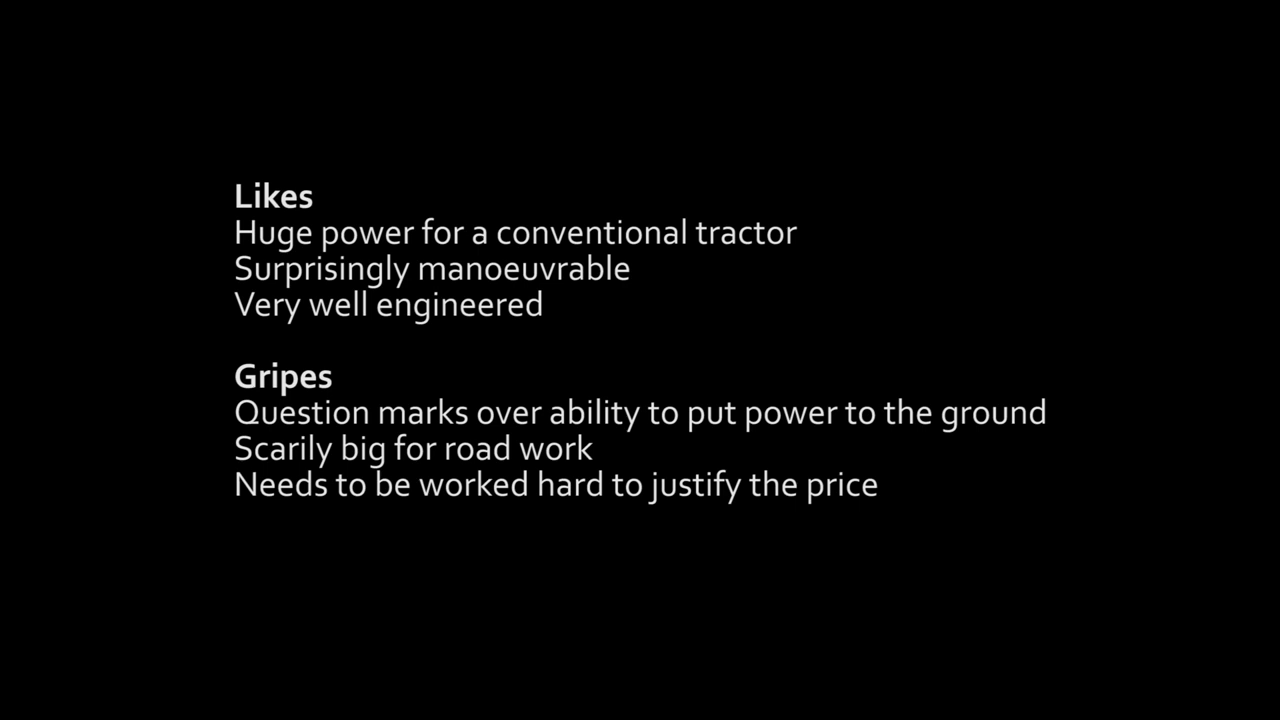 Likes
Huge power for a conventional tractor
Surprisingly manoeuvrable
Very well engineered
Gripes
Question marks over ability to put power to the ground
Scarily big for road work
Needs to be worked hard to justify the price